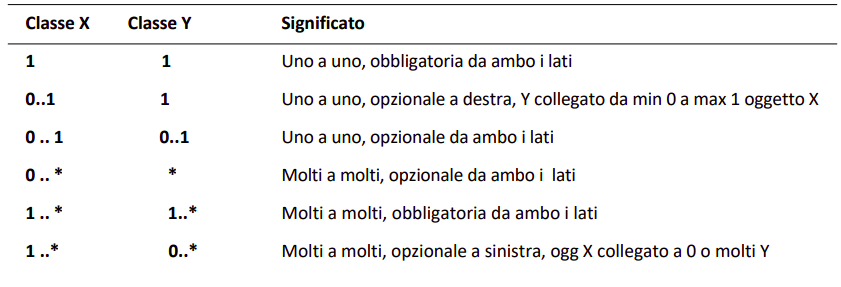 Classe X Classe Y Significato
1 1 Uno a uno, obbligatoria da ambo i lati
0..1 1 Uno a uno, opzionale a destra, Y collegato da min 0 a max 1 oggetto X
0 .. 1 0..1 Uno a uno, opzionale da ambo i lati
0 .. * * Molti a molti, opzionale da ambo i lati
1 .. * 1..* Molti a molti, obbligatoria da ambo i lati
1 ..* 0..* Molti a molti, opzionale a sinistra, ogg X collegato a 0 o molti Y